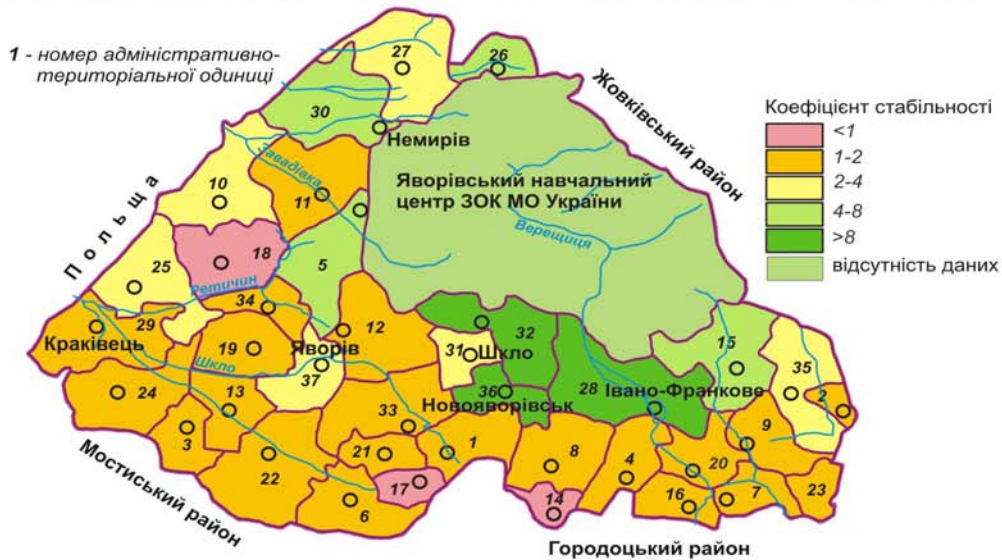 1 - номер адміністративно-
територіальної одиниці
27
26
Жовківський район
30
Немирів
Завадівка
10
11
Яворівський навчальний
центр ЗОК МО України
Верещиця
Польща
18
25
5
Ретичин
34
29
12
32
15
35
Краківець
19
Яворів
31
Шкло
Шкло
37
36
28
Івано-Франкове
2
24
13
Новояворівськ
33
9
3
21
1
8
4
20
22
17
6
14
16
7
23
Мостиський район
Городоцький район
Коефіцієнт стабільності
<1
1-2
2-4
4-8
>8
відсутність даних